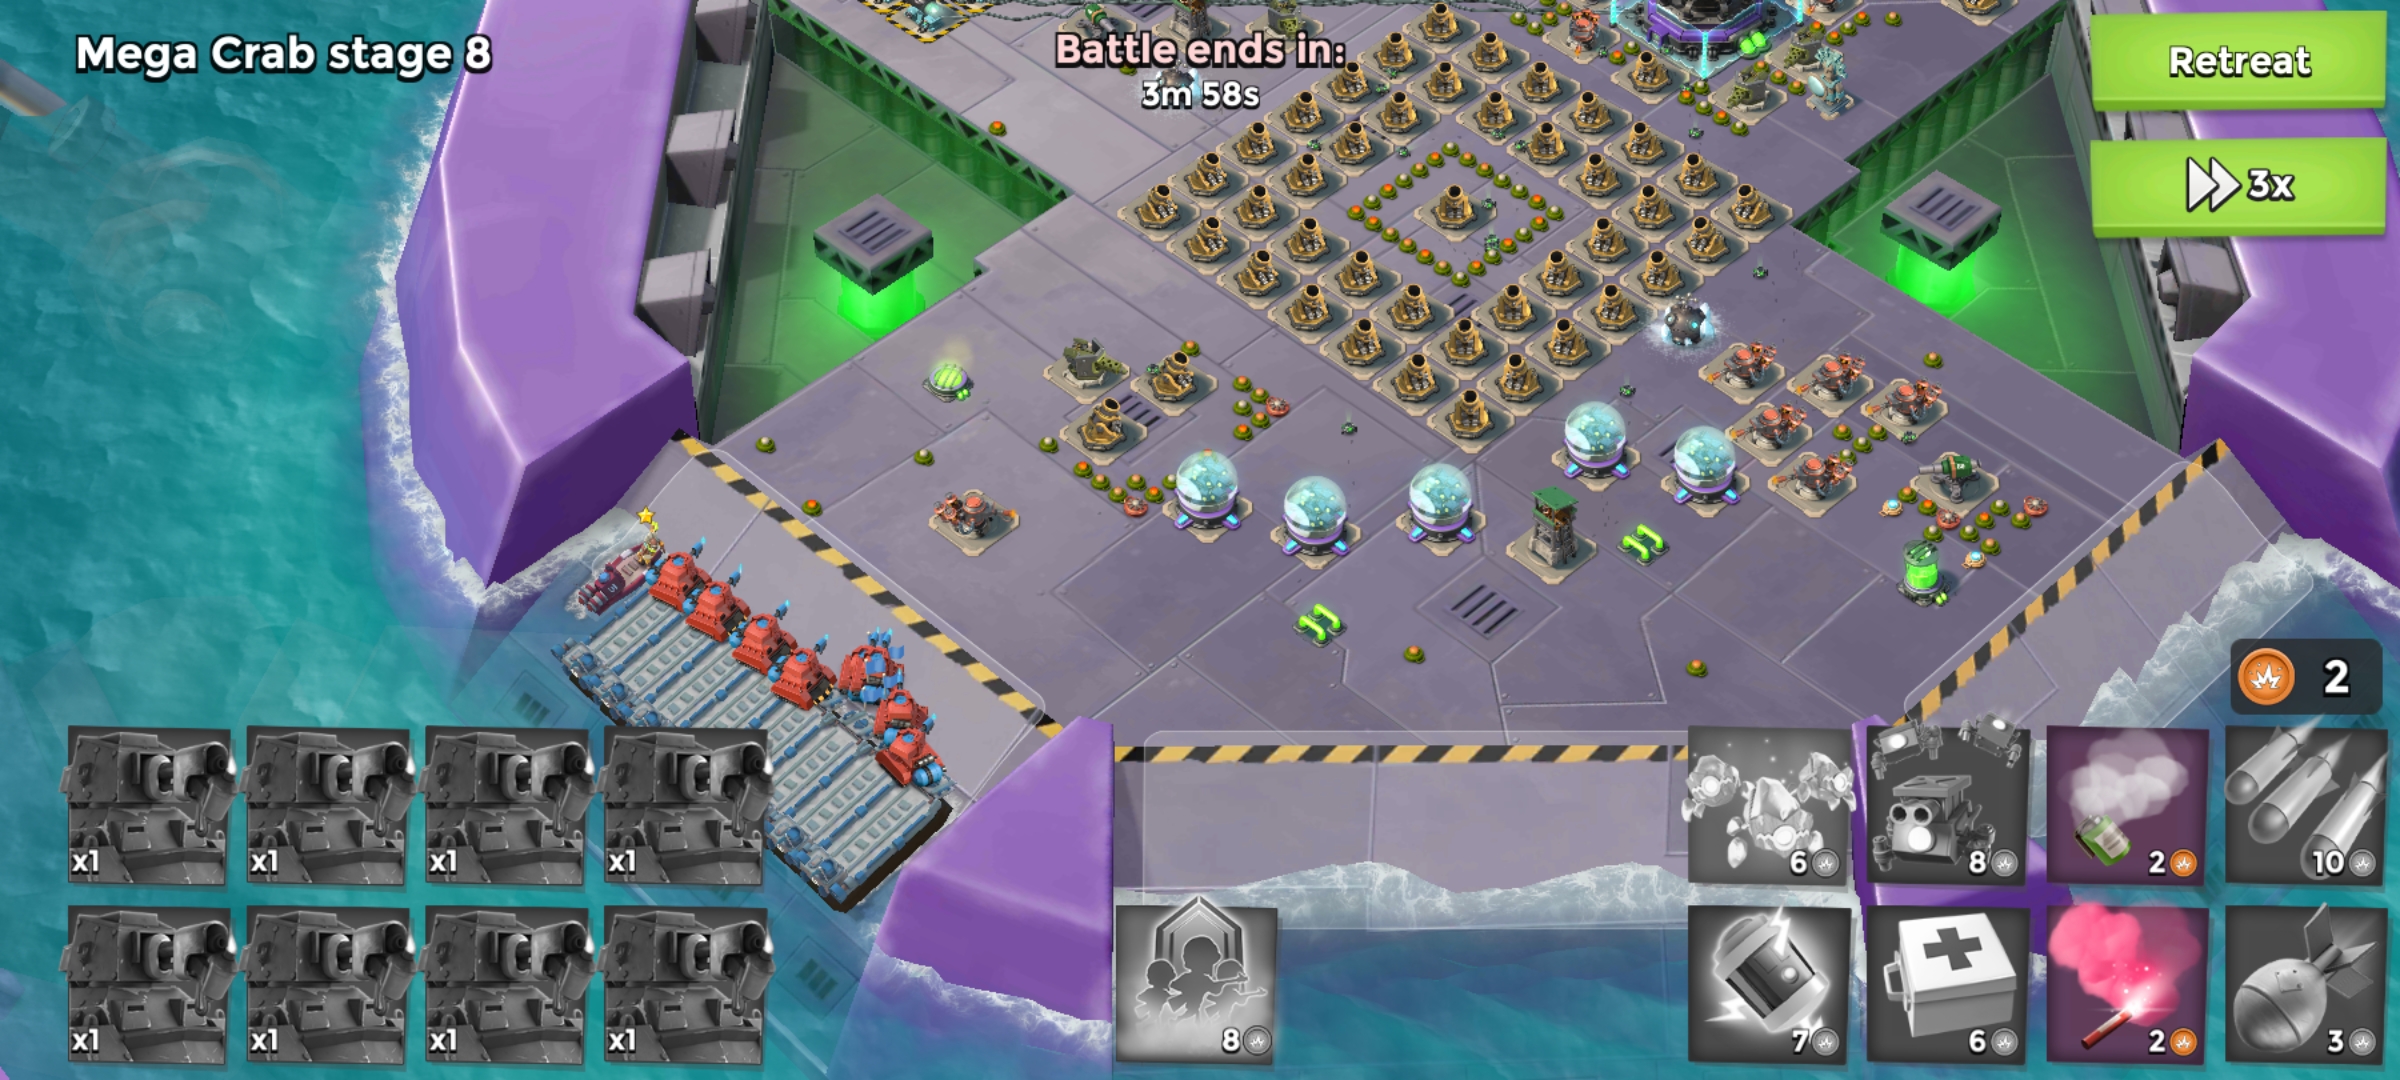 Mega Crab stage 8
Battle ends in:
3m 58s
Retreat
3x
2
x1
x1
x1
x1
6
8
2
10
x1
x1
x1
x1
8
7
6
2
3